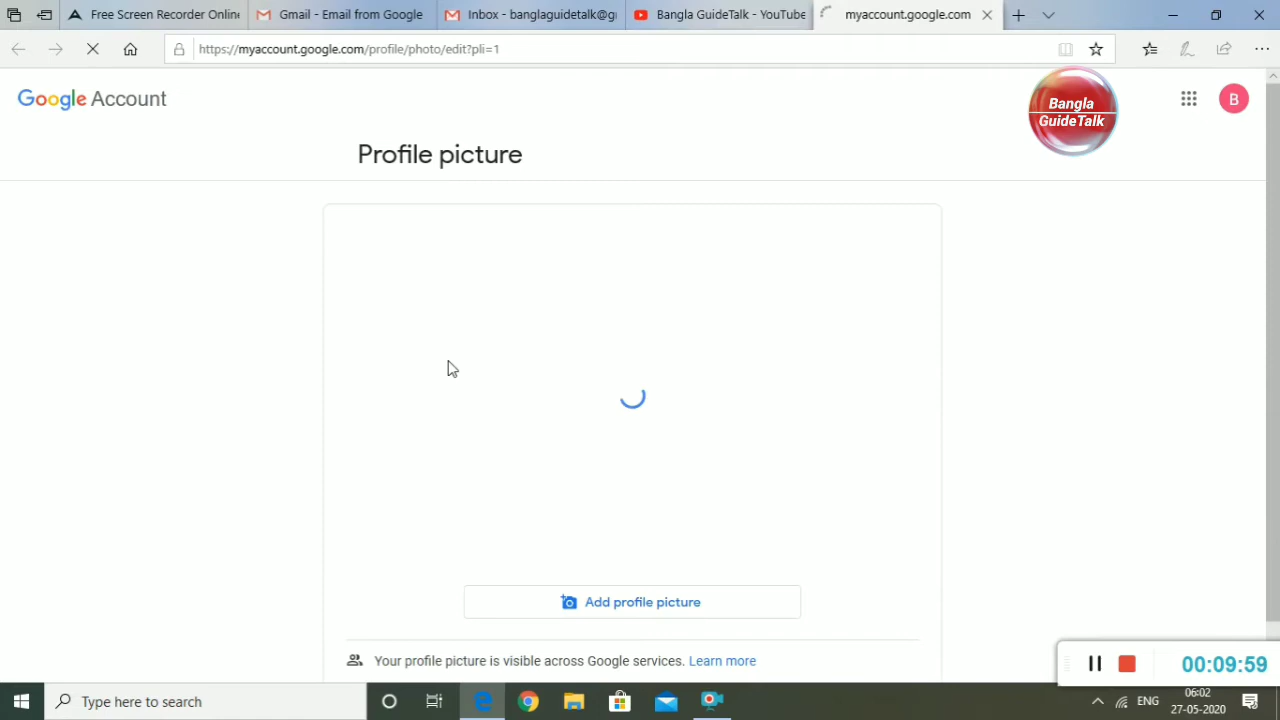 Free Screen Recorder Online
Gmail - Email from Google
Inbox - banglaguidetalk@g
Bangla GuideTalk - YouTube
myaccount.google.com
https://myaccount.google.com/profile/photo/edit?pli=1
Google Account
Bangla
GuideTalk
B
Profile picture
Add profile picture
Your profile picture is visible across Google services. Learn more
00:09:59
Type here to search
ENG
06:02
27-05-2020